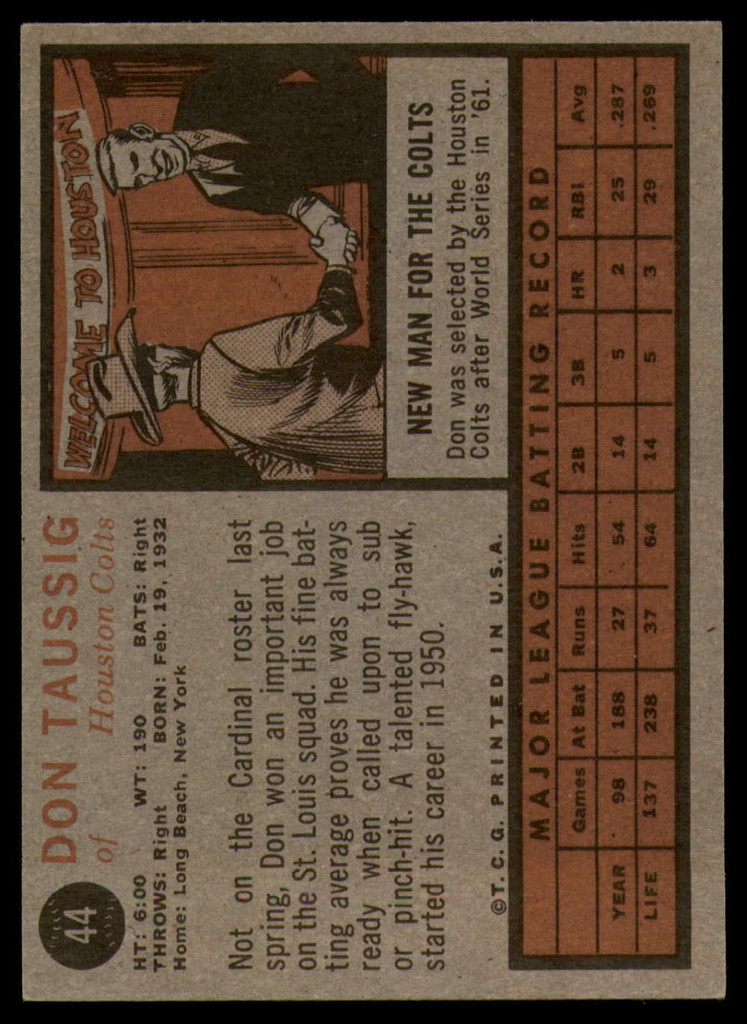 44
DON TAUSSIG
of Houston Colts
HT: 6:00 WT: 190 BATS: Right
THROWS: Right BORN: Feb. 19, 1932
Home: Long Beach, New York
Not on the Cardinal roster last
spring, Don won an important job
on the St. Louis squad. His fine bat-
ting average proves he was always
ready when called upon to sub
or pinch-hit. A talented fly-hawk,
started his career in 1950.
©T. C. G. PRINTED IN U.S.A.
WELCOME TO HOUSTON
NEW MAN FOR THE COLTS
Don was selected by the Houston
Colts after World Series in '61.
MAJOR LEAGUE BATTING RECORD
Games At Bat Runs Hits 2B 3B HR RBI Avg
YEAR 98 188 27 54 14 5 2 25 .287
LIFE 137 238 37 64 14 5 3 29 .269